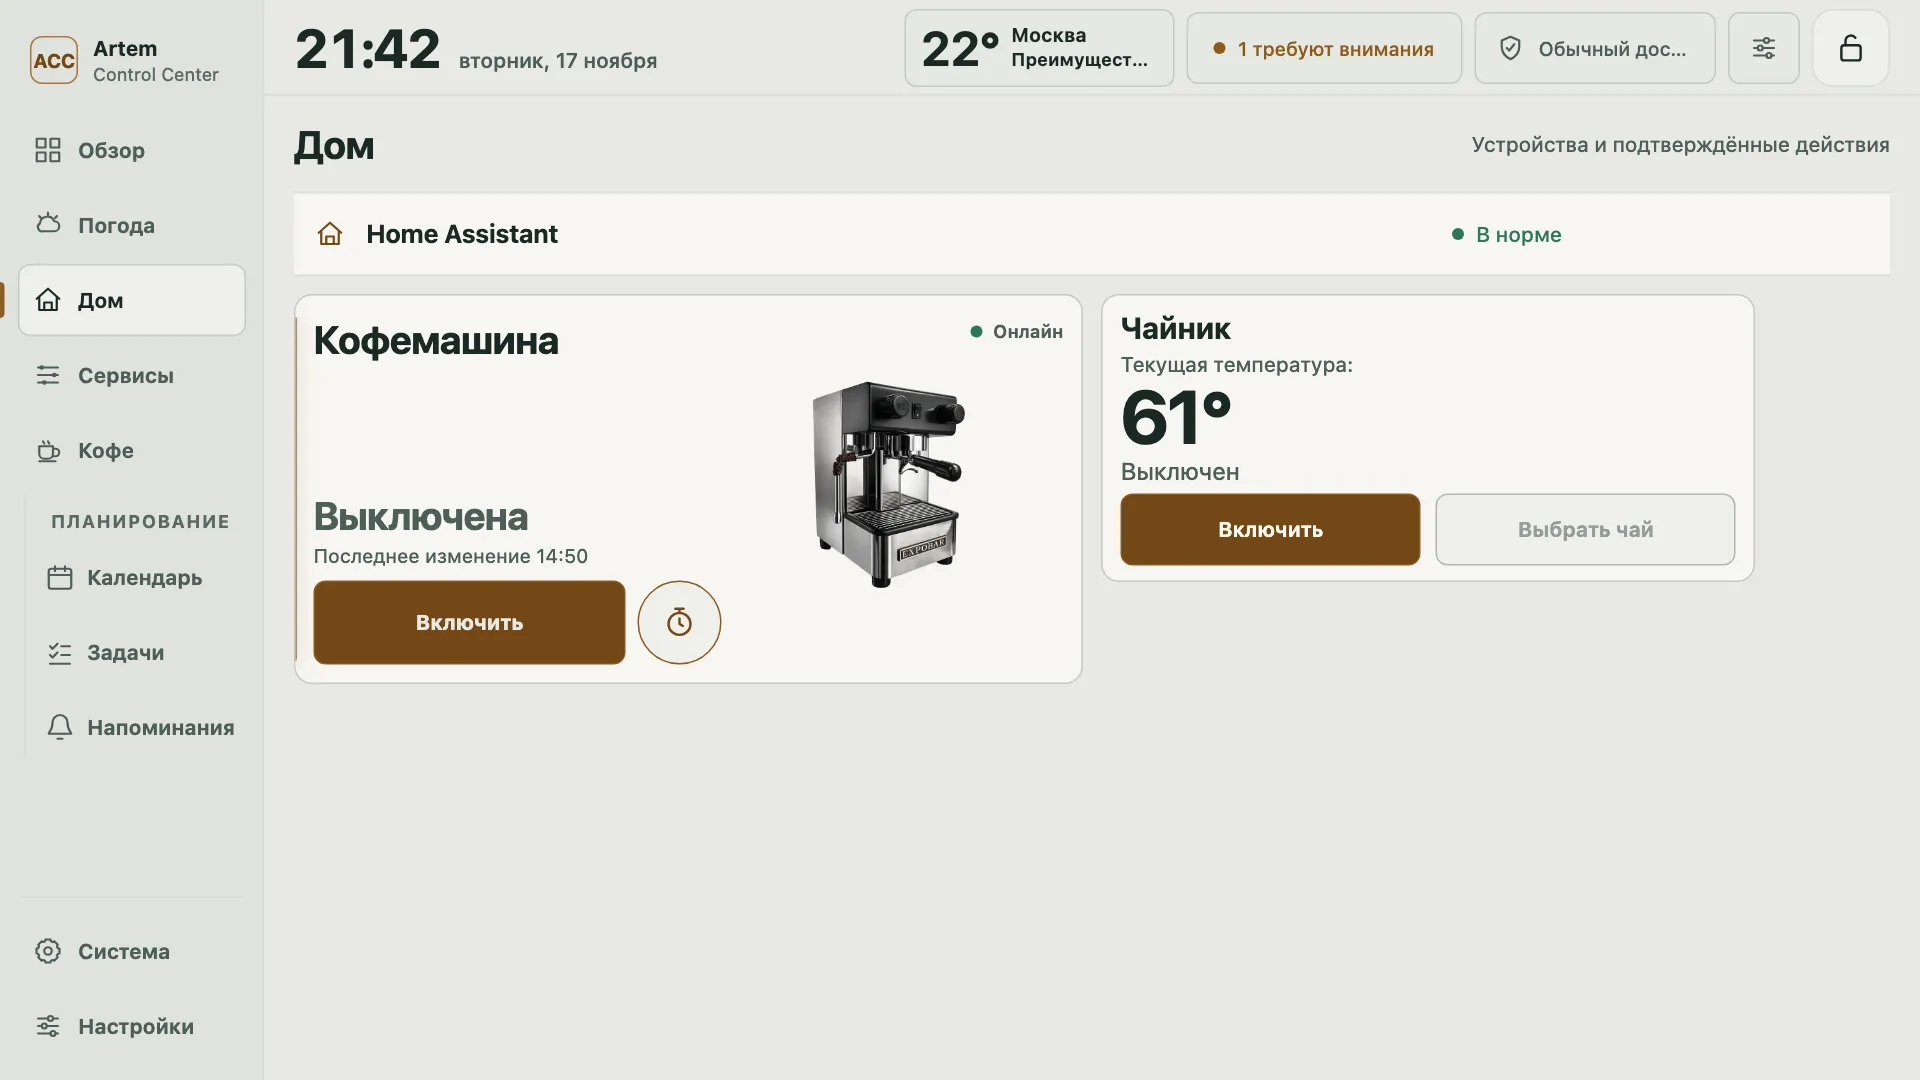 ACC
Artem
Control Center
Обзор
Погода
Дом
Сервисы
Кофе
ПЛАНИРОВАНИЕ
Календарь
Задачи
Напоминания
Система
Настройки
21:42
вторник, 17 ноября
22°
Москва
Преимущест...
1 требуют внимания
Обычный дос...
Дом
Устройства и подтверждённые действия
Home Assistant
В норме
Кофемашина
Онлайн
EXPOBAR
Выключена
Последнее изменение 14:50
Включить
Чайник
Текущая температура:
61°
Выключен
Включить
Выбрать чай